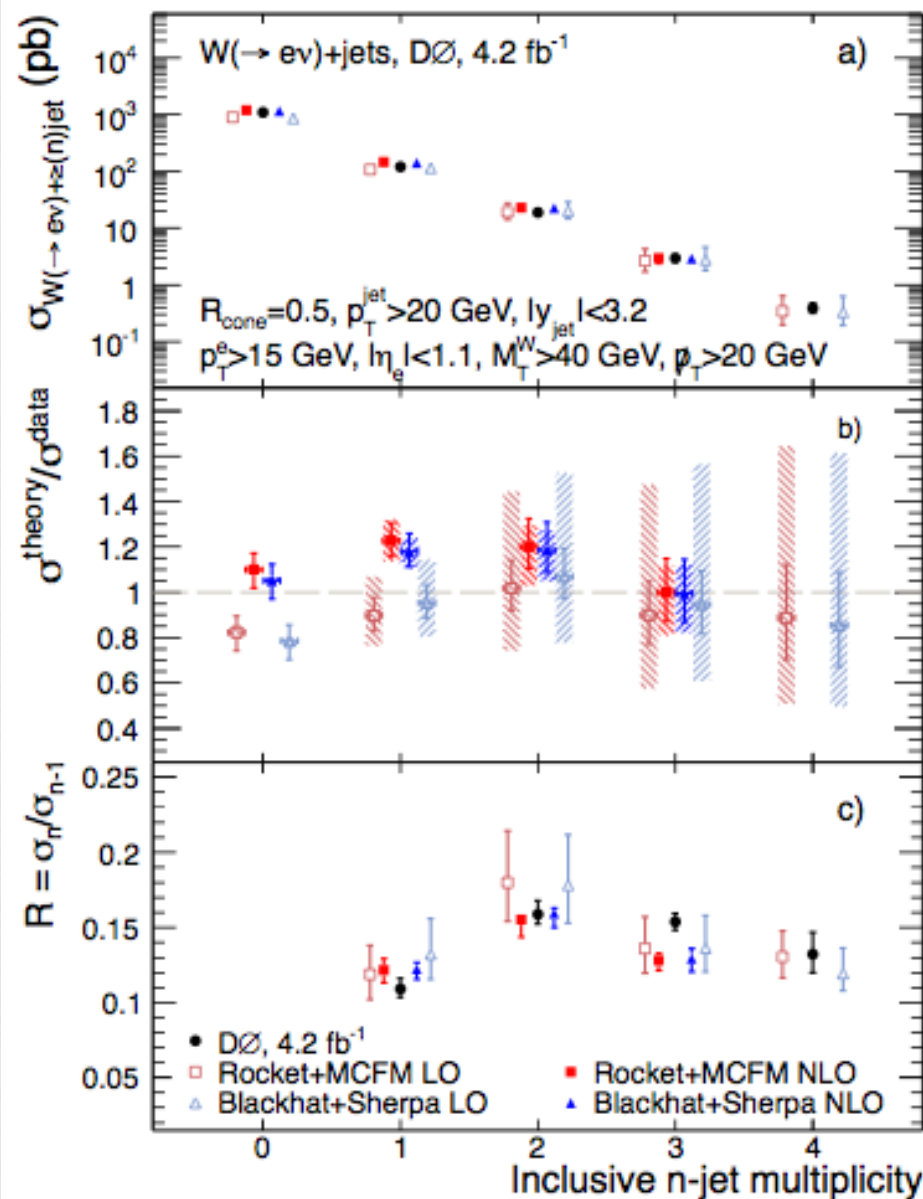 σ_W(→ eν)+≥(n)jet (pb)
W(→ eν)+jets, DØ, 4.2 fb⁻¹
a)
10⁴
10³
10²
10
1
10⁻¹
R_cone=0.5, p_T^jet>20 GeV, |y_jet|<3.2
p_T^e>15 GeV, |η_e|<1.1, M_T^W>40 GeV, p̸_T>20 GeV
σ^theory/σ^data
b)
1.8
1.6
1.4
1.2
1
0.8
0.6
0.4
R = σ_n/σ_n-1
c)
0.25
0.2
0.15
0.1
0.05
DØ, 4.2 fb⁻¹
Rocket+MCFM LO
Rocket+MCFM NLO
Blackhat+Sherpa LO
Blackhat+Sherpa NLO
0 1 2 3 4
Inclusive n-jet multiplicity